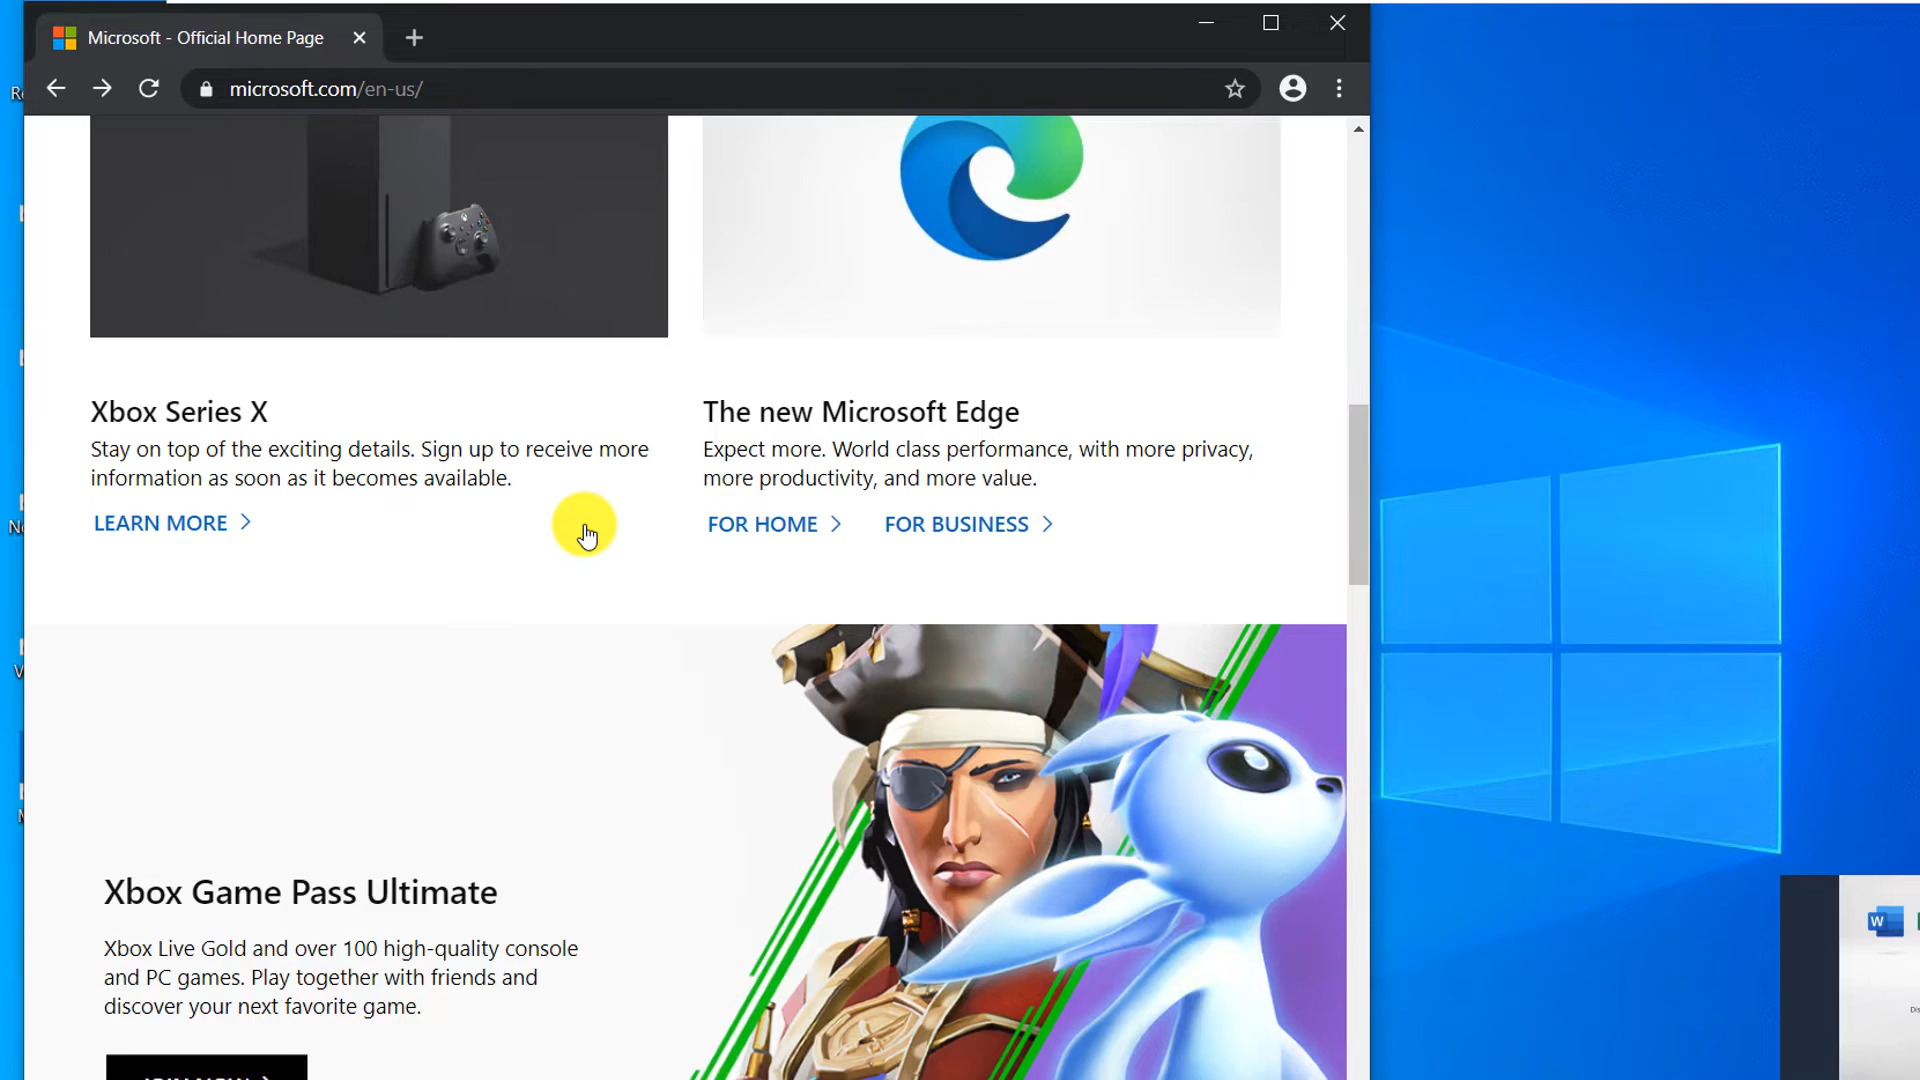 Microsoft - Official Home Page
microsoft.com/en-us/
Xbox Series X
Stay on top of the exciting details. Sign up to receive more
information as soon as it becomes available.
LEARN MORE
The new Microsoft Edge
Expect more. World class performance, with more privacy,
more productivity, and more value.
FOR HOME
FOR BUSINESS
Xbox Game Pass Ultimate
Xbox Live Gold and over 100 high-quality console
and PC games. Play together with friends and
discover your next favorite game.
JOIN NOW
W